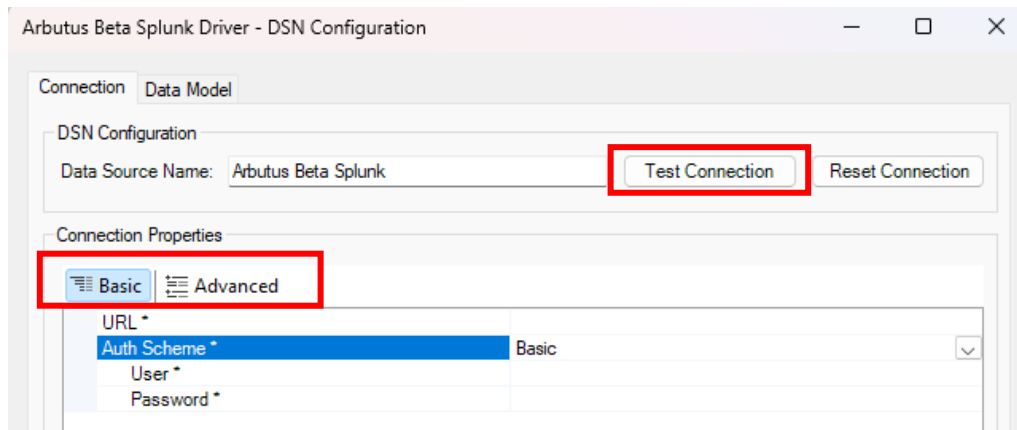 Arbutus Beta Splunk Driver - DSN Configuration
Connection Data Model
DSN Configuration
Data Source Name: Arbutus Beta Splunk Test Connection Reset Connection
Connection Properties
Basic Advanced
URL *
Auth Scheme * Basic
User *
Password *